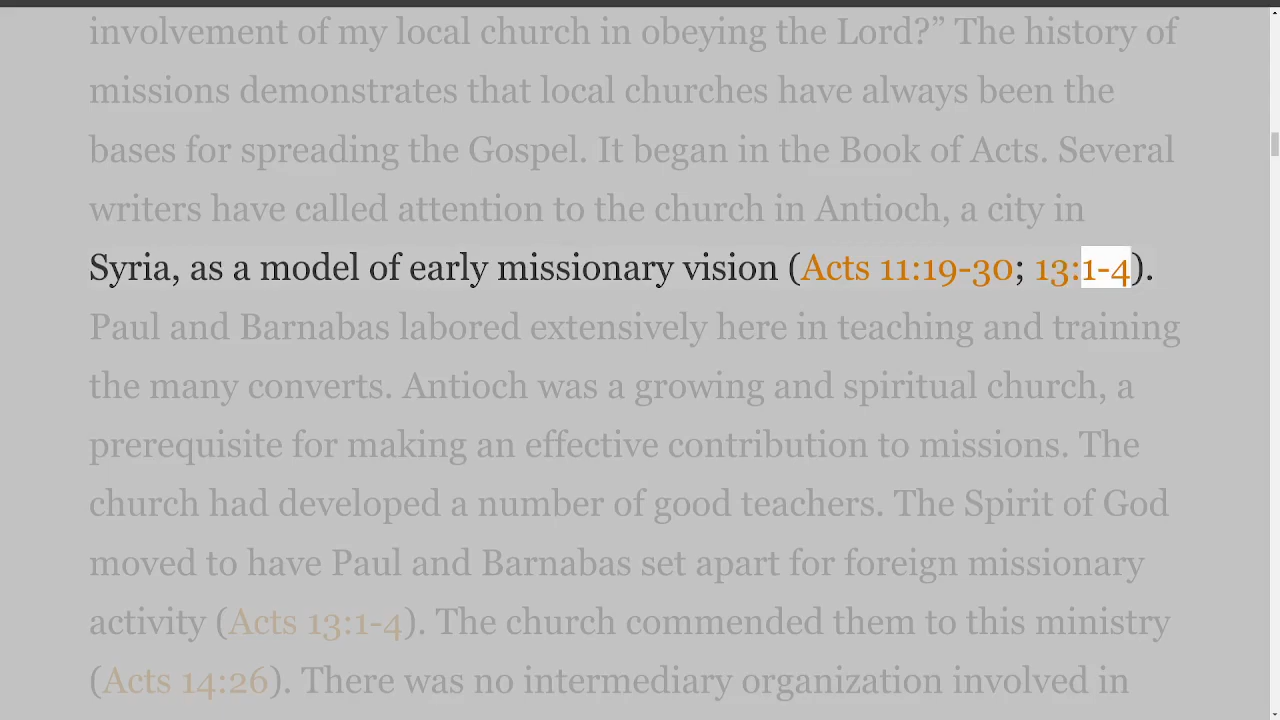 involvement of my local church in obeying the Lord?” The history of
missions demonstrates that local churches have always been the
bases for spreading the Gospel. It began in the Book of Acts. Several
writers have called attention to the church in Antioch, a city in
Syria, as a model of early missionary vision (Acts 11:19-30; 13:1-4).
Paul and Barnabas labored extensively here in teaching and training
the many converts. Antioch was a growing and spiritual church, a
prerequisite for making an effective contribution to missions. The
church had developed a number of good teachers. The Spirit of God
moved to have Paul and Barnabas set apart for foreign missionary
activity (Acts 13:1-4). The church commended them to this ministry
(Acts 14:26). There was no intermediary organization involved in